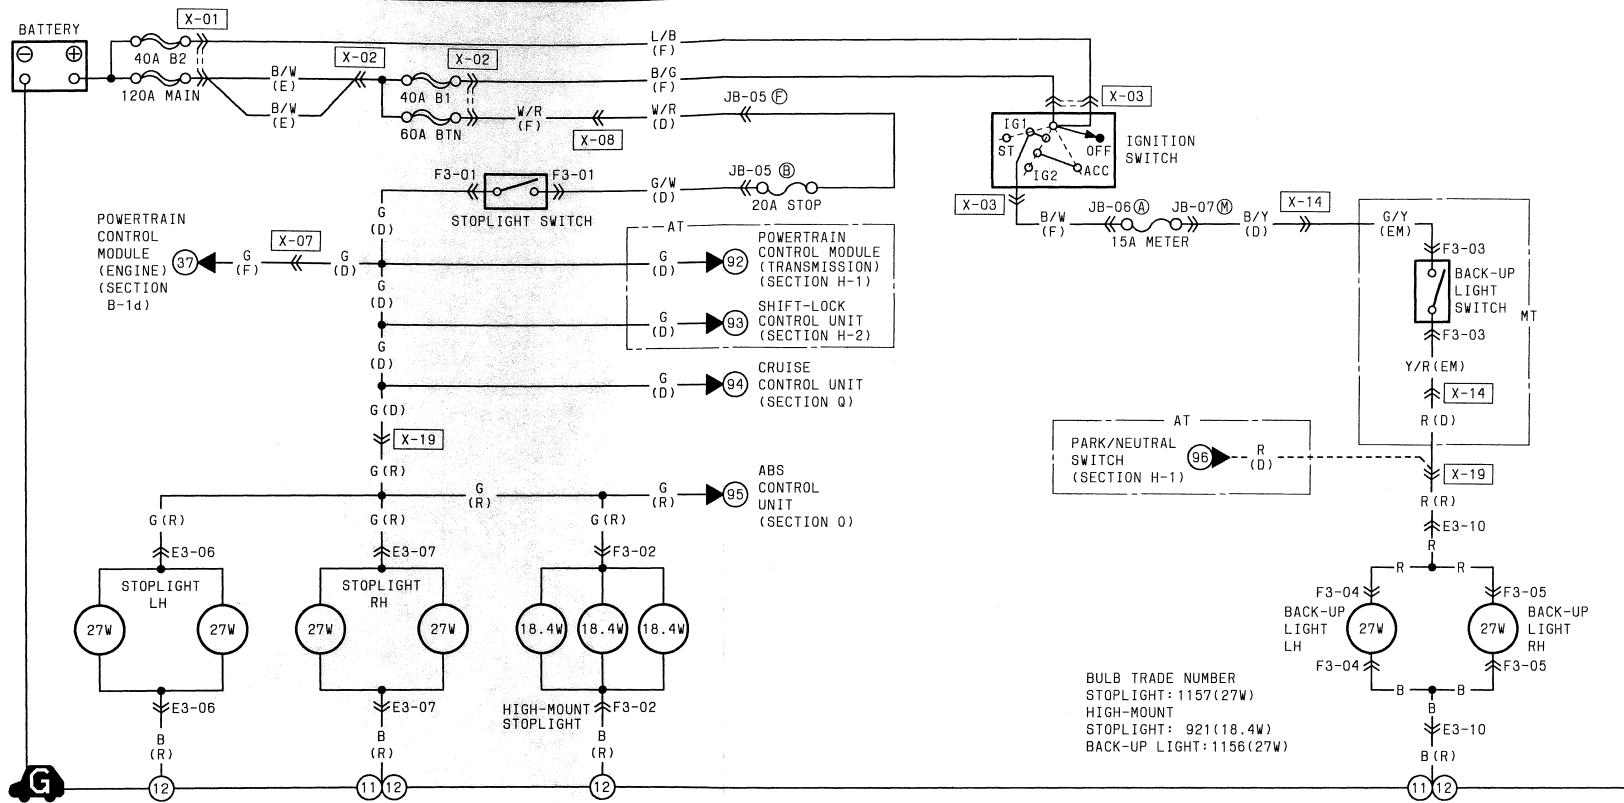 BATTERY
X-01
40A B2
120A MAIN
B/W
(E)
B/W
(E)
X-02
40A B1
60A BTN
X-02
W/R
(F)
X-08
L/B
(F)
B/G
(F)
W/R
(D)
JB-05 F
X-03
IG1
ST
OFF
IG2
ACC
IGNITION
SWITCH
F3-01
F3-01
STOPLIGHT SWITCH
G/W
(D)
JB-05 B
20A STOP
X-03
B/W
(F)
JB-06 A
15A METER
JB-07 M
B/Y
(D)
X-14
G/Y
(EM)
F3-03
BACK-UP
LIGHT
SWITCH
MT
F3-03
Y/R(EM)
X-14
R(D)
POWERTRAIN
CONTROL
MODULE
(ENGINE)
(SECTION
B-1d)
37
G
(F)
X-07
G
(D)
G
(D)
G
(D)
G
(D)
AT
G
(D)
92
POWERTRAIN
CONTROL MODULE
(TRANSMISSION)
(SECTION H-1)
G
(D)
93
SHIFT-LOCK
CONTROL UNIT
(SECTION H-2)
G
(D)
94
CRUISE
CONTROL UNIT
(SECTION Q)
G(D)
X-19
G(R)
G
(R)
G
(R)
95
ABS
CONTROL
UNIT
(SECTION O)
AT
PARK/NEUTRAL
SWITCH
(SECTION H-1)
96
R
(D)
X-19
R(R)
E3-10
R
R
R
G(R)
E3-06
STOPLIGHT
LH
27W
27W
E3-06
B
(R)
G(R)
E3-07
STOPLIGHT
RH
27W
27W
E3-07
B
(R)
G(R)
F3-02
18.4W
18.4W
18.4W
HIGH-MOUNT
STOPLIGHT
F3-02
B
(R)
F3-04
BACK-UP
LIGHT
LH
27W
F3-04
F3-05
BACK-UP
LIGHT
RH
27W
F3-05
B
B
B
E3-10
B(R)
BULB TRADE NUMBER
STOPLIGHT:1157(27W)
HIGH-MOUNT
STOPLIGHT: 921(18.4W)
BACK-UP LIGHT:1156(27W)
G
12
11
12
12
11
12